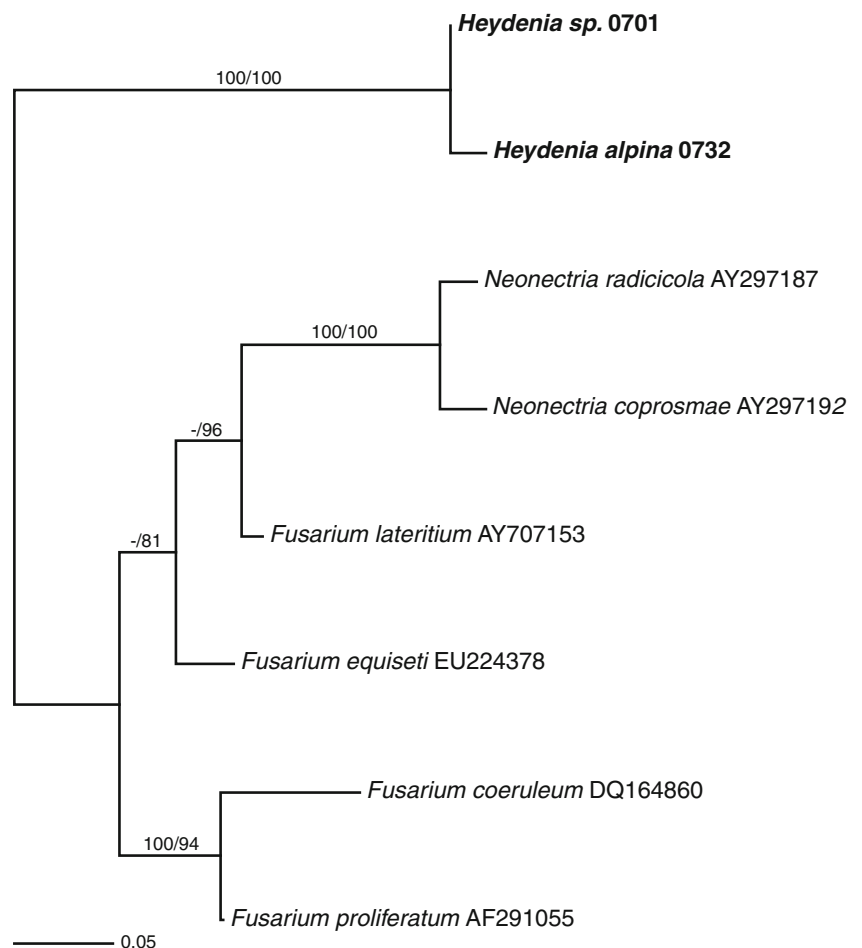 Heydenia sp. 0701
100/100
Heydenia alpina 0732
Neonectria radicicola AY297187
100/100
Neonectria coprosmae AY297192
-/96
Fusarium lateritium AY707153
-/81
Fusarium equiseti EU224378
Fusarium coeruleum DQ164860
100/94
Fusarium proliferatum AF291055
0.05